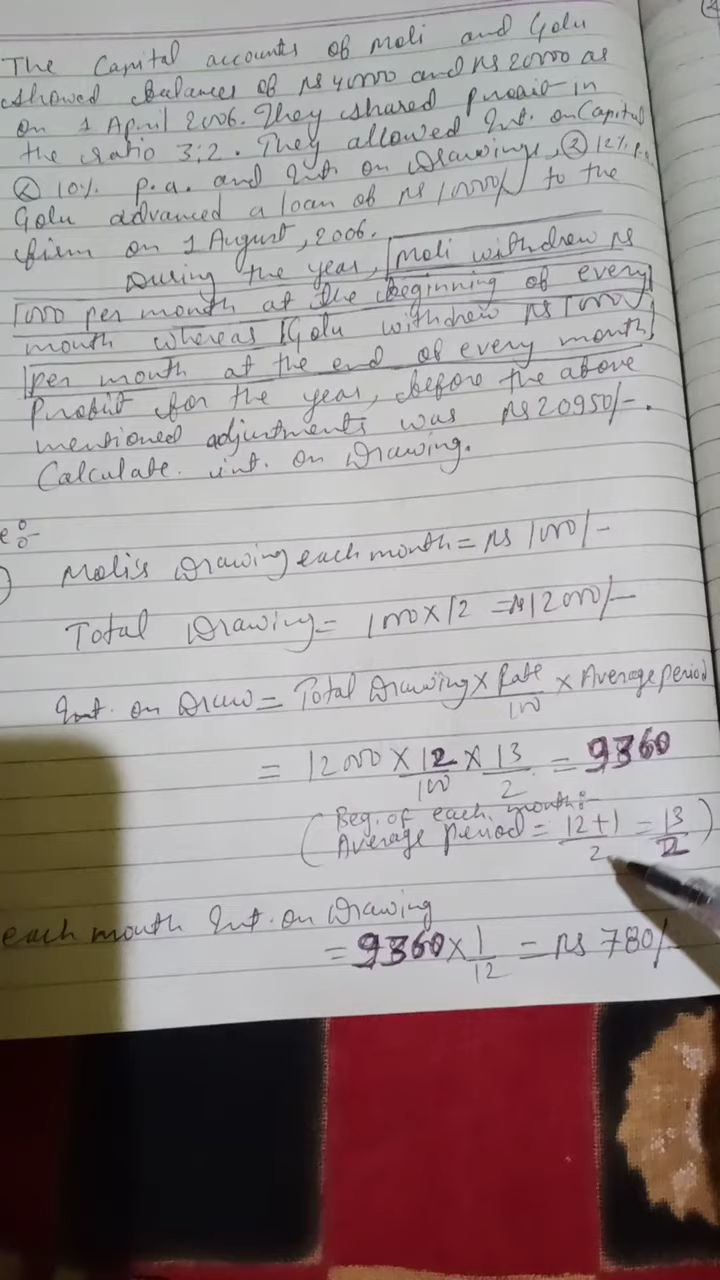 The Capital accounts of Moli and Golu
showed balances of Rs 40000 and Rs 20000 as
on 1 April 2006. They shared profit in
the ratio 3:2. They allowed Int. on Capital
@ 10% p.a. and Int on Drawings, @ 12% p.a.
Golu advanced a loan of Rs 10000/- to the
firm on 1 August, 2006.
During the year, Moli withdrew Rs
1000 per month at the beginning of every
month whereas Golu withdrew Rs 1000
per month at the end of every month
Profit for the year, before the above
mentioned adjustments was Rs 20950/-.
Calculate int. on Drawing.
Moli's Drawing each month = Rs 1000/-
Total Drawing = 1000 × 12 = Rs 12000/-
Int. on Draw = Total Drawing × Rate/100 × Average period
= 12000 × 12/100 × 13/2 = 9360
(Beg. of each month:-
Average period = 12+1/2 = 13/2)
each month Int. on Drawing
= 9360 × 1/12 = Rs 780/-